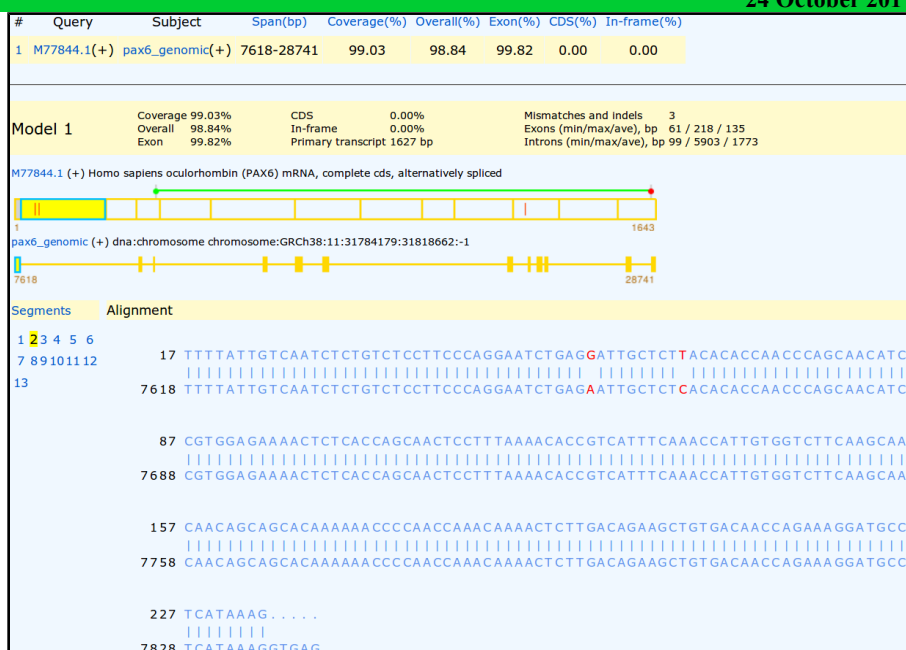 24 October 201
# Query Subject Span(bp) Coverage(%) Overall(%) Exon(%) CDS(%) In-frame(%)
1 M77844.1(+) pax6_genomic(+) 7618-28741 99.03 98.84 99.82 0.00 0.00
Model 1
Coverage 99.03% CDS 0.00% Mismatches and indels 3
Overall 98.84% In-frame 0.00% Exons (min/max/ave), bp 61 / 218 / 135
Exon 99.82% Primary transcript 1627 bp Introns (min/max/ave), bp 99 / 5903 / 1773
M77844.1 (+) Homo sapiens oculorhombin (PAX6) mRNA, complete cds, alternatively spliced
1 1643
pax6_genomic (+) dna:chromosome chromosome:GRCh38:11:31784179:31818662:-1
7618 28741
Segments Alignment
1 2 3 4 5 6
7 8 9 10 11 12
13
17 TTTTATTGTCAATCTCTGTCTCCTTCCCAGGAATCTGAGGATTGCTCTTACACACCAACCCAGCAACATC
7618 TTTTATTGTCAATCTCTGTCTCCTTCCCAGGAATCTGAGAATTGCTCTCACACACCAACCCAGCAACATC
87 CGTGGAGAAAACTCTCACCAGCAACTCCTTTAAAACACCGTCATTTCAAACCATTGTGGTCTTCAAGCAA
7688 CGTGGAGAAAACTCTCACCAGCAACTCCTTTAAAACACCGTCATTTCAAACCATTGTGGTCTTCAAGCAA
157 CAACAGCAGCACAAAAAACCCCAACCAAACAAAACTCTTGACAGAAGCTGTGACAACCAGAAAGGATGCC
7758 CAACAGCAGCACAAAAAACCCCAACCAAACAAAACTCTTGACAGAAGCTGTGACAACCAGAAAGGATGCC
227 TCATAAAG.....
7828 TCATAAAGGTGAG